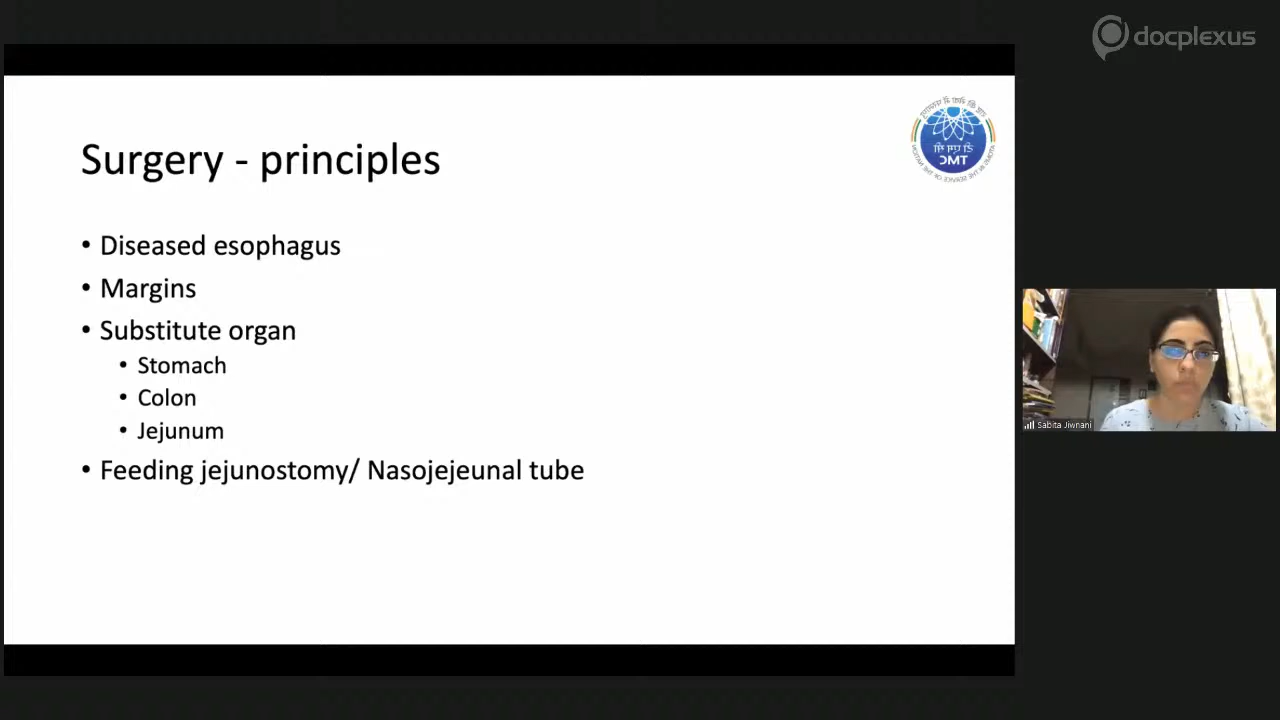 docplexus
Surgery - principles
• Diseased esophagus
• Margins
• Substitute organ
• Stomach
• Colon
• Jejunum
• Feeding jejunostomy/ Nasojejeunal tube
Sabita Jiwnani